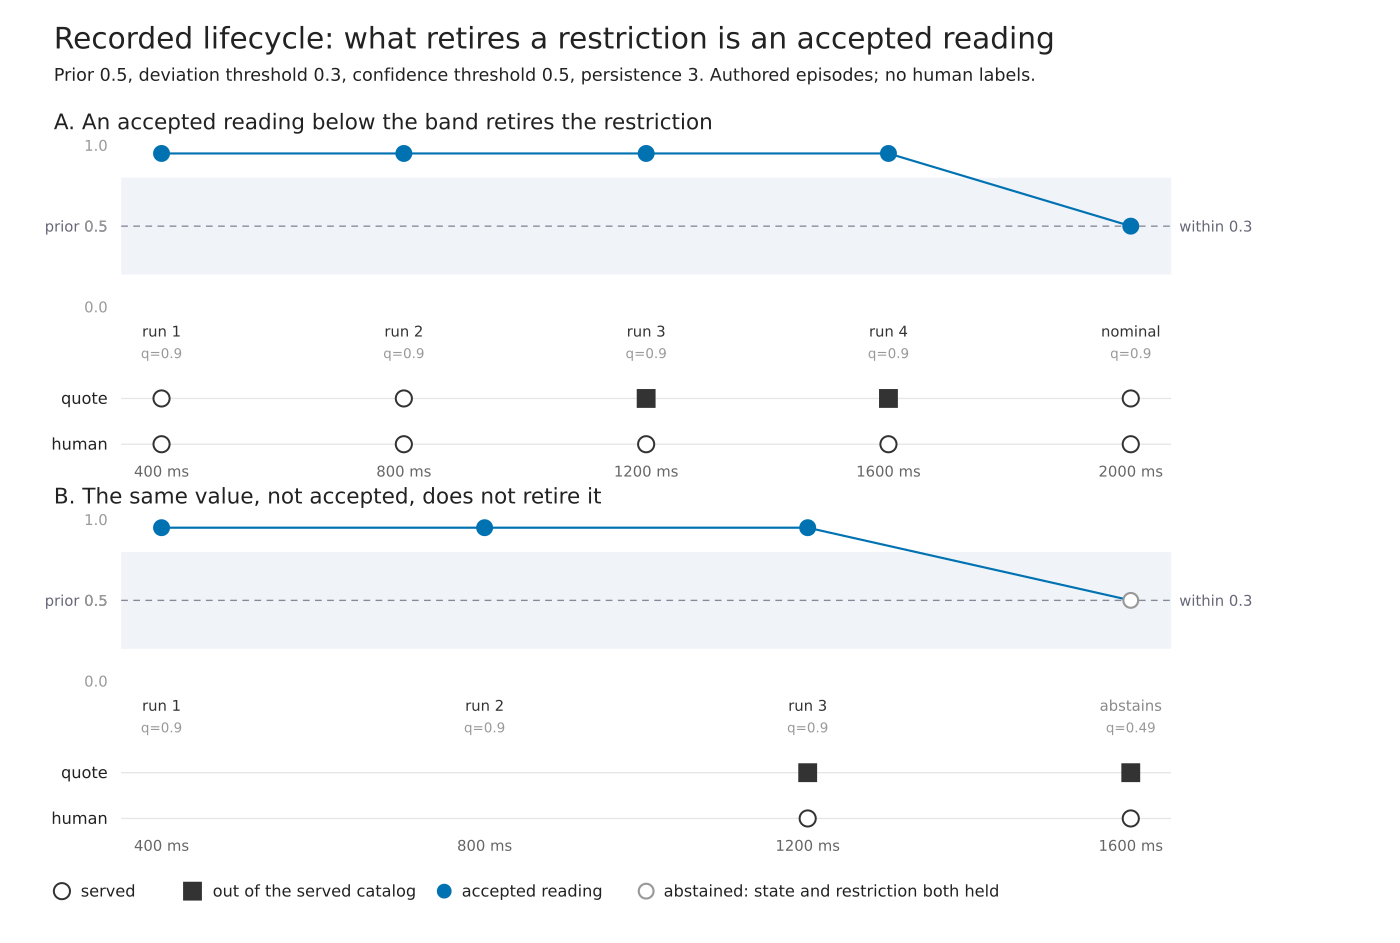 Recorded lifecycle: what retires a restriction is an accepted reading
Prior 0.5, deviation threshold 0.3, confidence threshold 0.5, persistence 3. Authored episodes; no human labels.
A. An accepted reading below the band retires the restriction
1.0
prior 0.5
within 0.3
0.0
run 1 run 2 run 3 run 4 nominal
q=0.9 q=0.9 q=0.9 q=0.9 q=0.9
quote
human
400 ms 800 ms 1200 ms 1600 ms 2000 ms
B. The same value, not accepted, does not retire it
1.0
prior 0.5
within 0.3
0.0
run 1 run 2 run 3 abstains
q=0.9 q=0.9 q=0.9 q=0.49
quote
human
400 ms 800 ms 1200 ms 1600 ms
served out of the served catalog accepted reading abstained: state and restriction both held